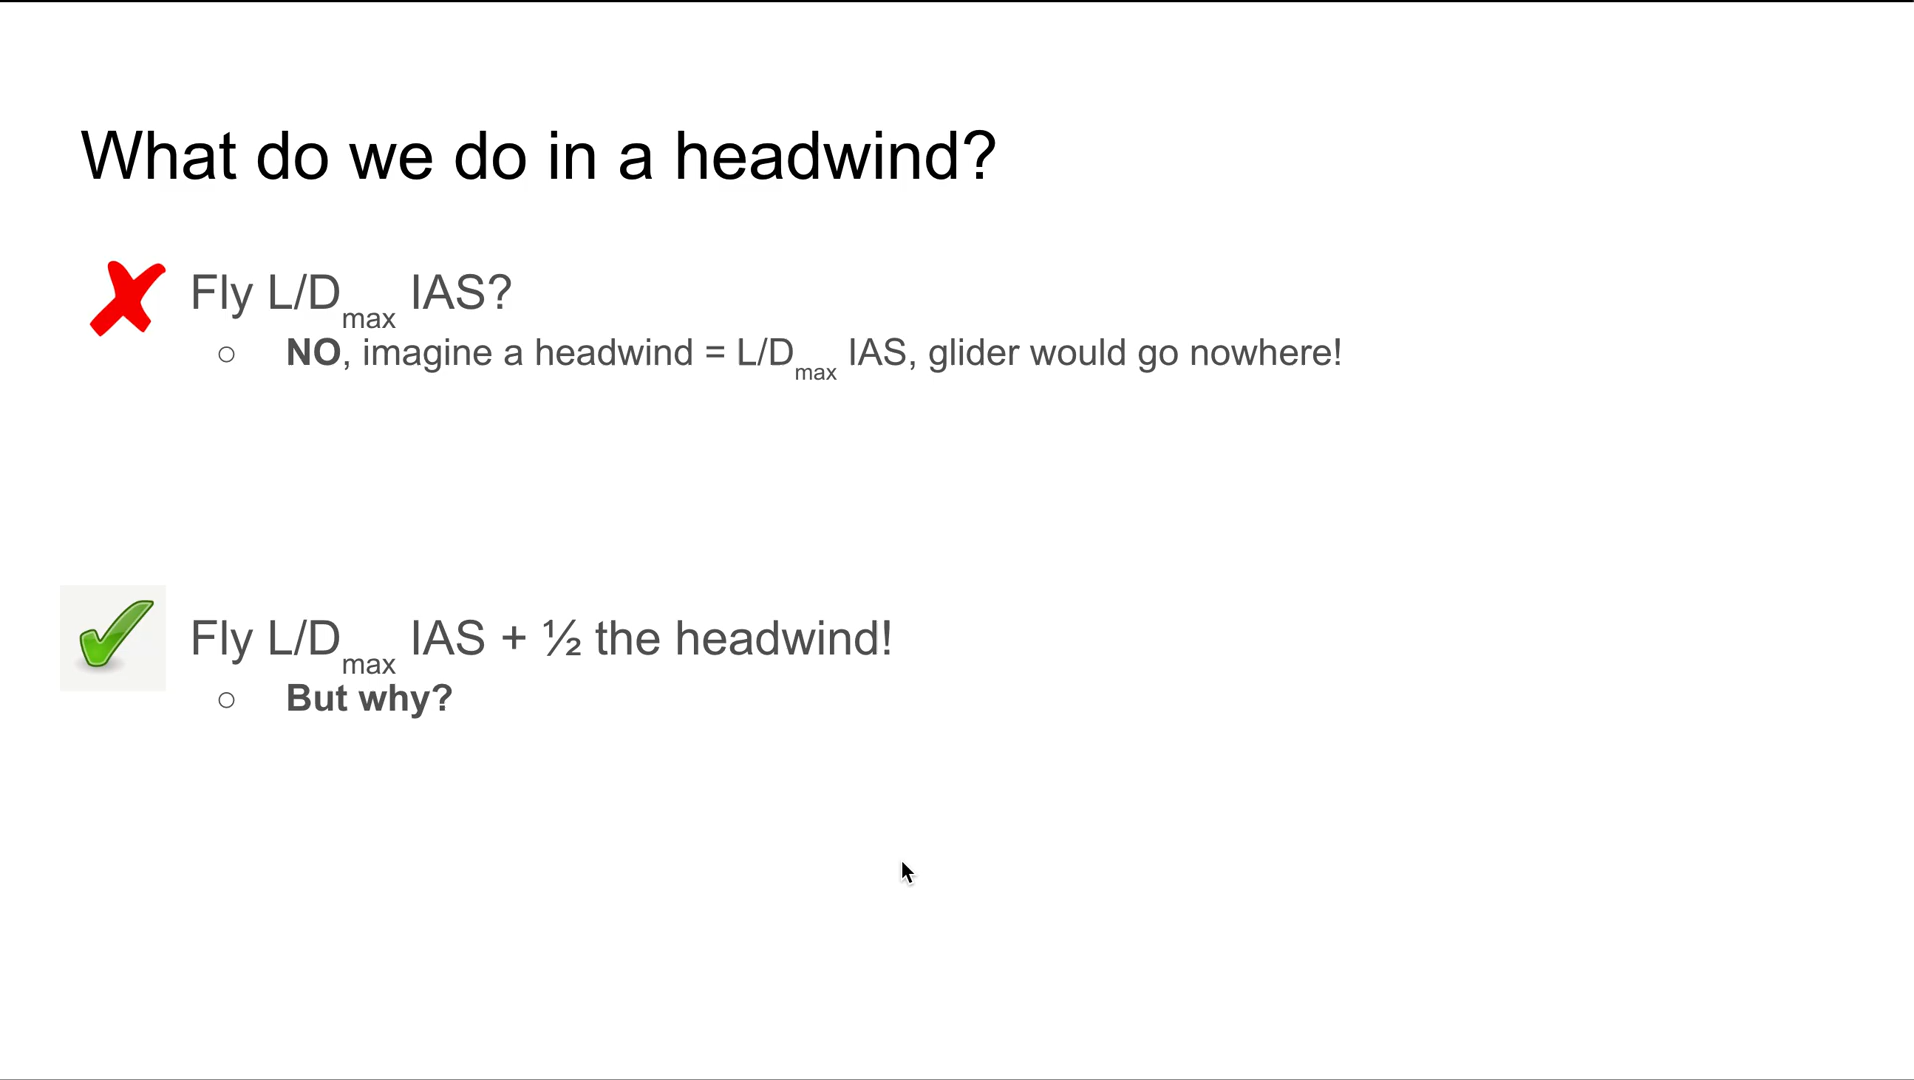 What do we do in a headwind?
Fly L/Dmax IAS?
○ NO, imagine a headwind = L/Dmax IAS, glider would go nowhere!
Fly L/Dmax IAS + ½ the headwind!
○ But why?